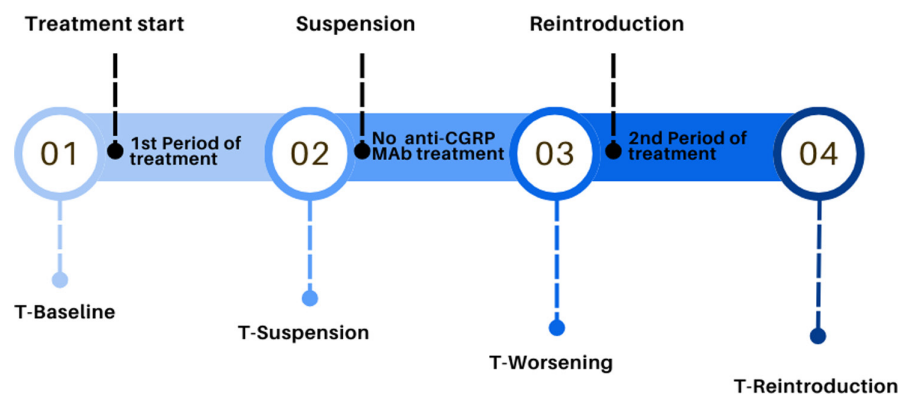 Treatment start
Suspension
Reintroduction
01
1st Period of
treatment
02
No anti-CGRP
MAb treatment
03
2nd Period of
treatment
04
T-Baseline
T-Suspension
T-Worsening
T-Reintroduction